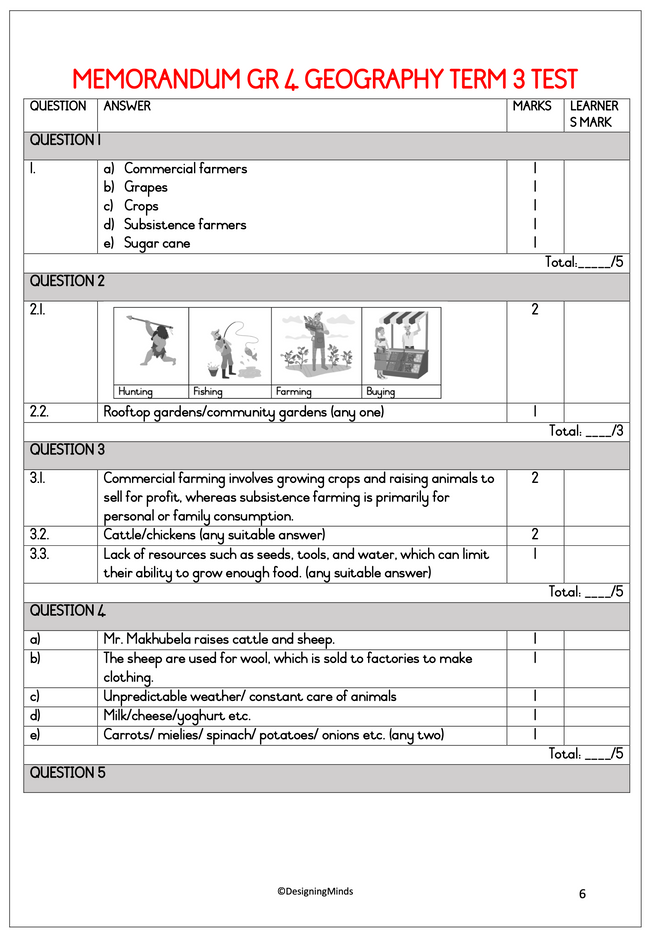 MEMORANDUM GR 4 GEOGRAPHY TERM 3 TEST
QUESTION ANSWER MARKS LEARNER
S MARK
QUESTION 1
1. a) Commercial farmers 1
b) Grapes 1
c) Crops 1
d) Subsistence farmers 1
e) Sugar cane 1
Total:_____/5
QUESTION 2
2.1. 2
Hunting Fishing Farming Buying
2.2. Rooftop gardens/community gardens (any one) 1
Total: ____/3
QUESTION 3
3.1. Commercial farming involves growing crops and raising animals to 2
sell for profit, whereas subsistence farming is primarily for
personal or family consumption.
3.2. Cattle/chickens (any suitable answer) 2
3.3. Lack of resources such as seeds, tools, and water, which can limit 1
their ability to grow enough food. (any suitable answer)
Total: ____/5
QUESTION 4
a) Mr. Makhubela raises cattle and sheep. 1
b) The sheep are used for wool, which is sold to factories to make 1
clothing.
c) Unpredictable weather/ constant care of animals 1
d) Milk/cheese/yoghurt etc. 1
e) Carrots/ mielies/ spinach/ potatoes/ onions etc. (any two) 1
Total: ____/5
QUESTION 5
©DesigningMinds
6